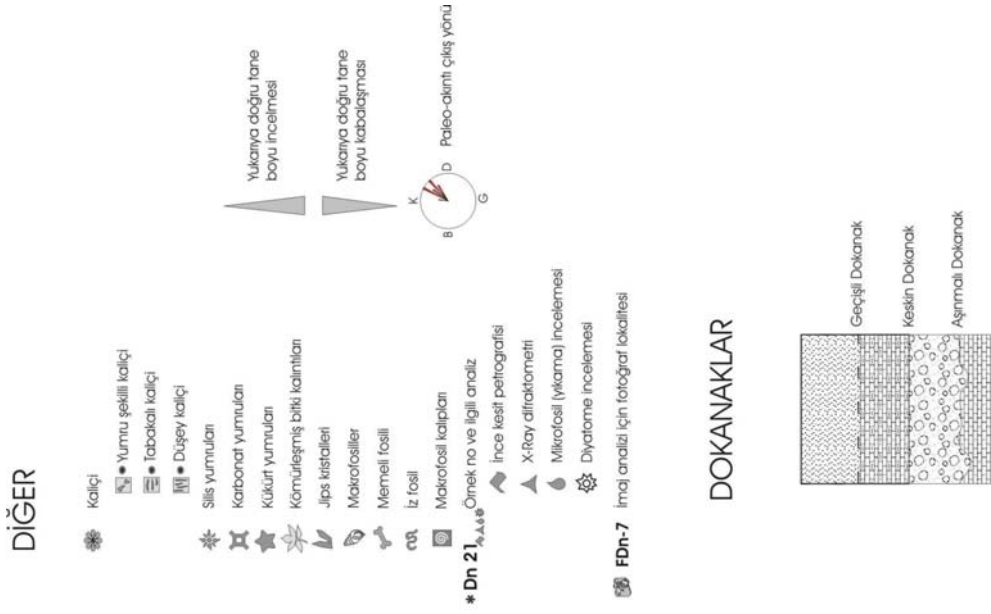 DİĞER
Kaliçi
Yumru şekilli kaliçi
Tabakalı kaliçi
Düşey kaliçi
Silis yumruları
Karbonat yumruları
Kükürt yumruları
Kömürleşmiş bitki kalıntıları
Jips kristalleri
Makrofosiller
Memeli fosili
İz fosil
Makrofosil kalıpları
* Dn 21 Örnek no ve ilgili analiz
İnce kesit petrografisi
X-Ray difraktometri
Mikrofosil (yıkama) incelemesi
Diyatome incelemesi
FDn-7 İmaj analizi için fotoğraf lokalitesi
Yukarıya doğru tane
boyu incelmesi
Yukarıya doğru tane
boyu kabalaşması
K
B
D
G
Paleo-akıntı çıkış yönü
DOKANAKLAR
Geçişli Dokanak
Keskin Dokanak
Aşınmalı Dokanak